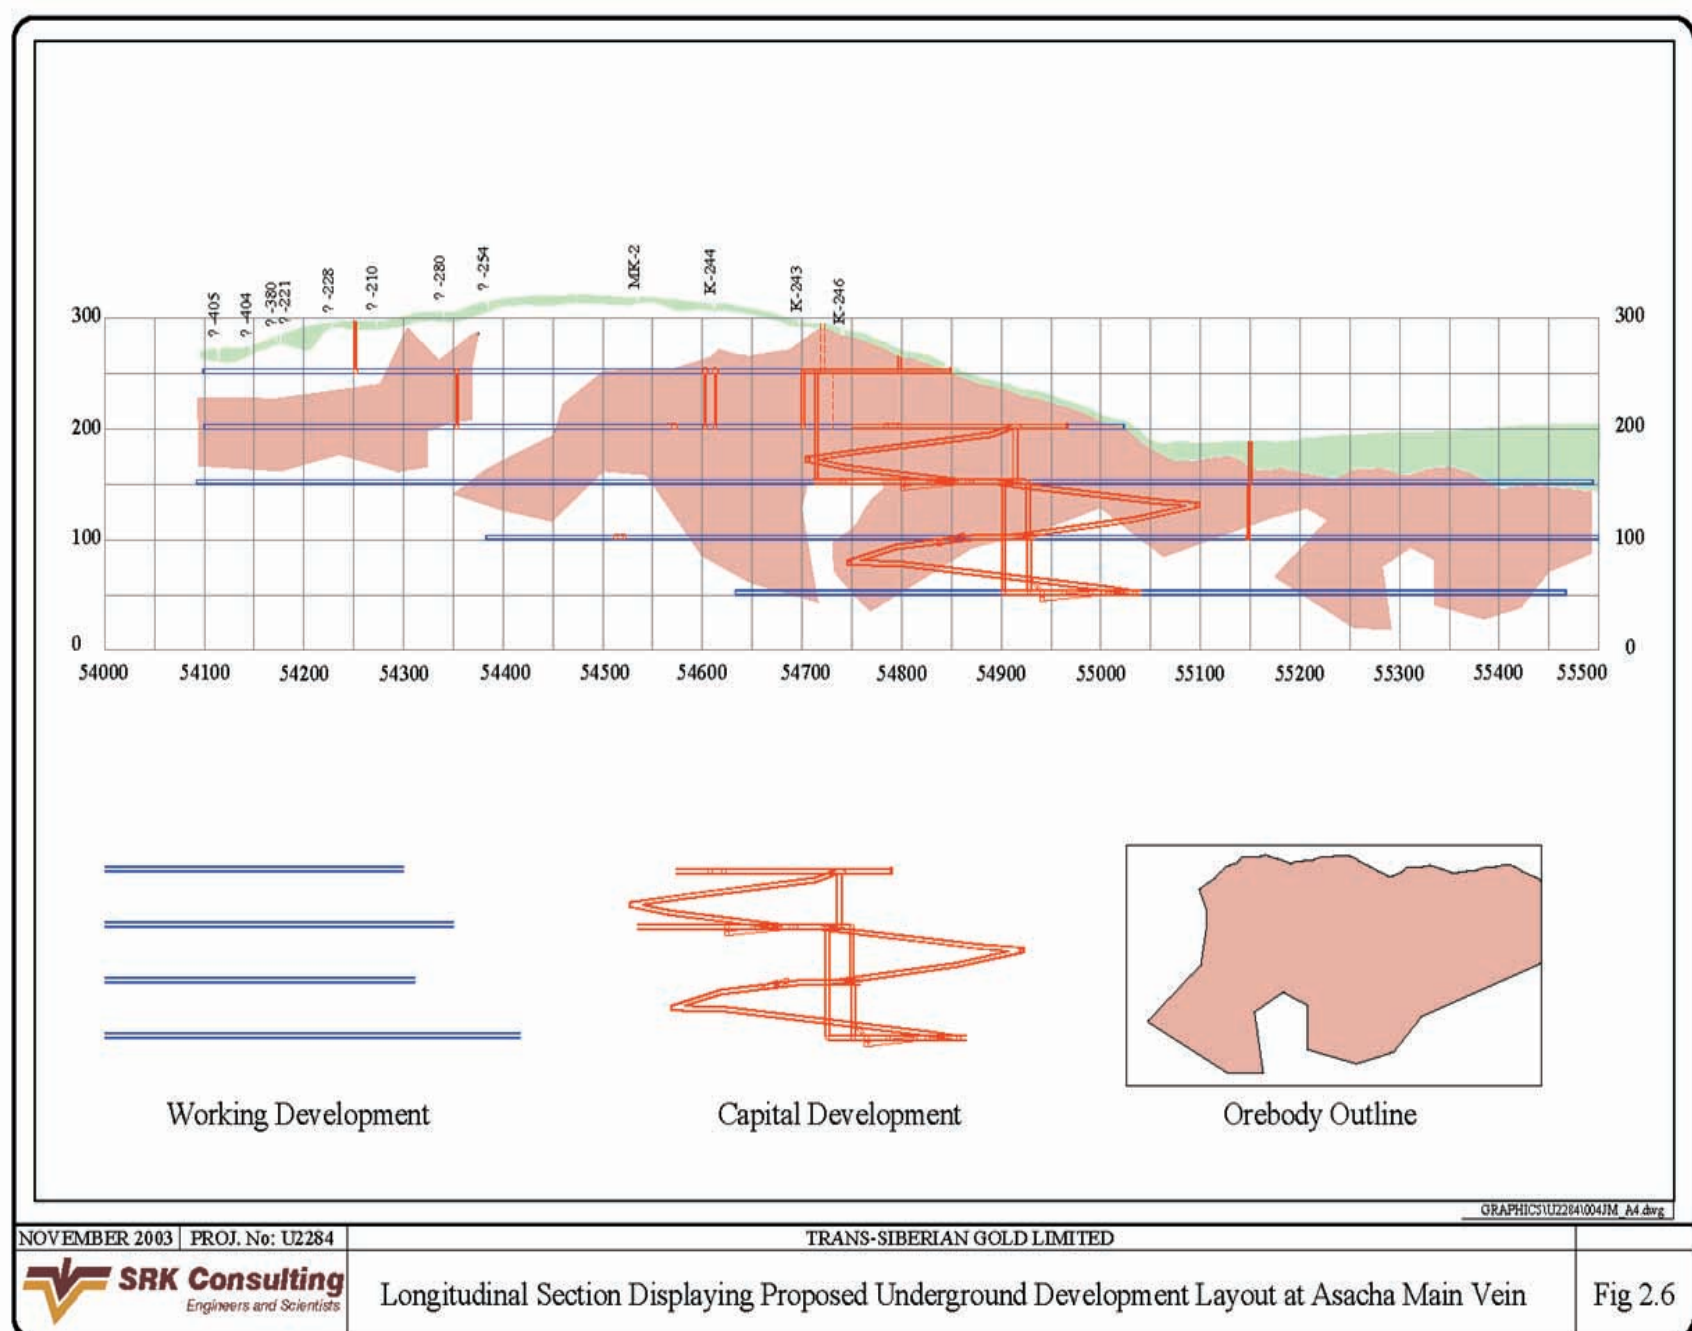 ? -405
? -404
? -380
? -221
? -228
? -210
? -280
? -254
MK-2
K-244
K-243
K-246
300 300
200 200
100 100
0 0
54000 54100 54200 54300 54400 54500 54600 54700 54800 54900 55000 55100 55200 55300 55400 55500
Working Development
Capital Development
Orebody Outline
GRAPHICS\U2284\004JM_A4.dwg
NOVEMBER 2003 PROJ. No: U2284 TRANS-SIBERIAN GOLD LIMITED
SRK Consulting
Engineers and Scientists
Longitudinal Section Displaying Proposed Underground Development Layout at Asacha Main Vein
Fig 2.6